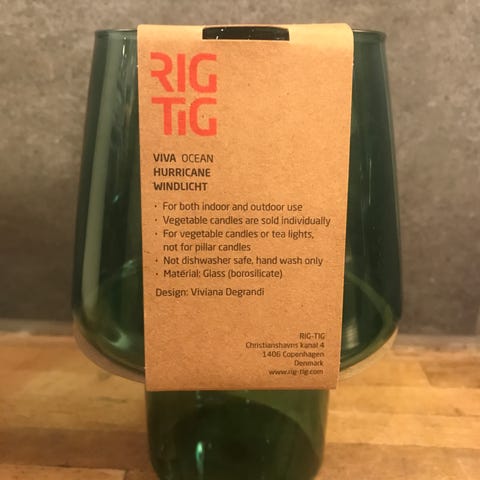 RIG
TiG
VIVA OCEAN
HURRICANE
WINDLICHT
· For both indoor and outdoor use
· Vegetable candles are sold individually
· For vegetable candles or tea lights,
not for pillar candles
· Not dishwasher safe, hand wash only
· Material: Glass (borosilicate)
Design: Viviana Degrandi
RIG-TIG
Christianshavns kanal 4
1406 Copenhagen
Denmark
www.rig-tig.com